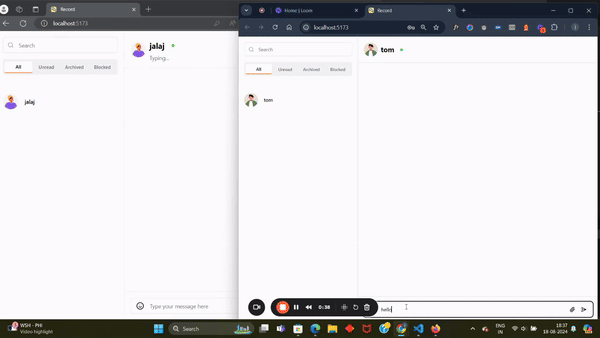 Record
localhost:5173
Search
All Unread Archived Blocked
jalaj
jalaj
Typing...
Type your message here
Home | Loom
Record
localhost:5173
Search
All Unread Archived Blocked
tom
tom
hello
0:38
WSH - PHI
Video highlight
Search
ENG
IN
18:37
18-08-2024